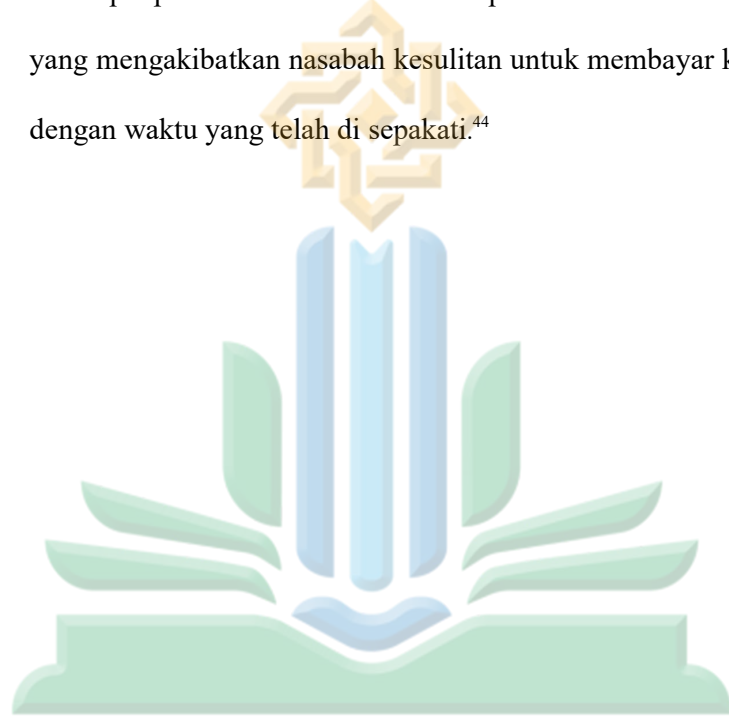 yang mengakibatkan nasabah kesulitan untuk membayar
dengan waktu yang telah di sepakati.44